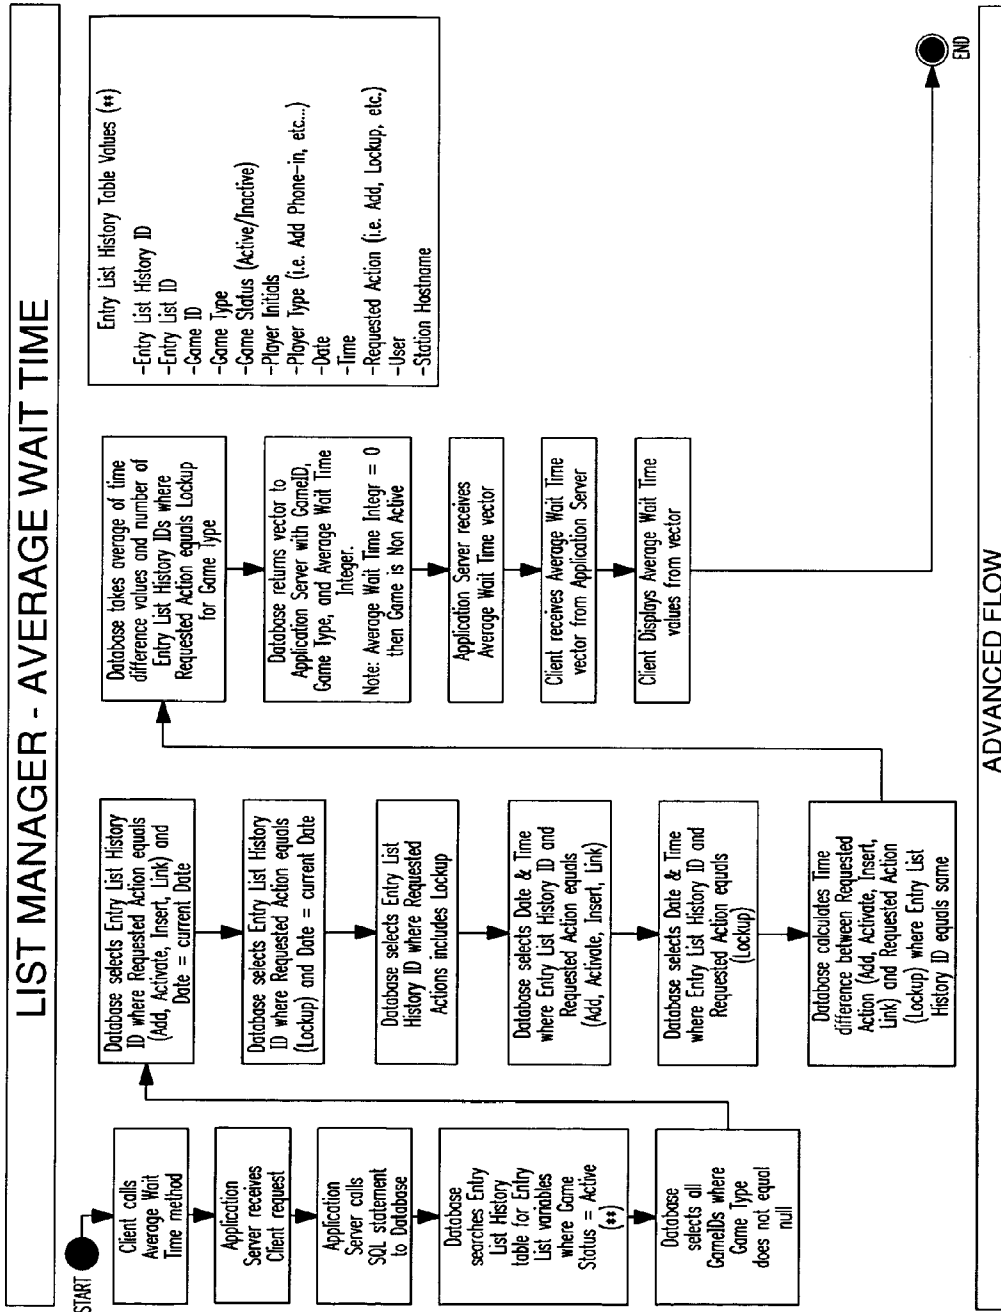 LIST MANAGER - AVERAGE WAIT TIME
START
Client calls
Average Wait
Time method
Application
Server receives
Client request
Application
Server calls
SQL statement
to Database
Database
searches Entry
List History
table for Entry
List variables
where Game
Status = Active
(**)
Database
selects all
GameIDs where
Game Type
does not equal
null
Database selects Entry List History
ID where Requested Action equals
(Add, Activate, Insert, Link) and
Date = current Date
Database selects Entry List History
ID where Requested Action equals
(Lockup) and Date = current Date)
Database selects Entry List
History ID where Requested
Actions includes Lockup
Database selects Date & Time
where Entry List History ID and
Requested Action equals
(Add, Activate, Insert, Link)
Database selects Date & Time
where Entry List History ID and
Requested Action equals
(Lockup)
Database calculates Time
difference between Requested
Action (Add, Activate, Insert,
Link) and Requested Action
(Lockup) where Entry List
History ID equals same
Database takes average of time
difference values and number of
Entry List History IDs where
Requested Action equals Lockup
for Game Type
Database returns vector to
Application Server with GameID,
Game Type, and Average Wait Time
Integer.
Note: Average Wait Time Integr = 0
then Game is Non Active
Application Server receives
Average Wait Time vector
Client receives Average Wait Time
vector from Application Server
Client Displays Average Wait Time
values from vector
Entry List History Table Values (**)
-Entry List History ID
-Entry List ID
-Game ID
-Game Type
-Game Status (Active/Inactive)
-Player Initials
-Player Type (i.e. Add Phone-in, etc...)
-Date
-Time
-Requested Action (i.e. Add, Lockup, etc.)
-User
-Station Hostname
END
ADVANCED FLOW